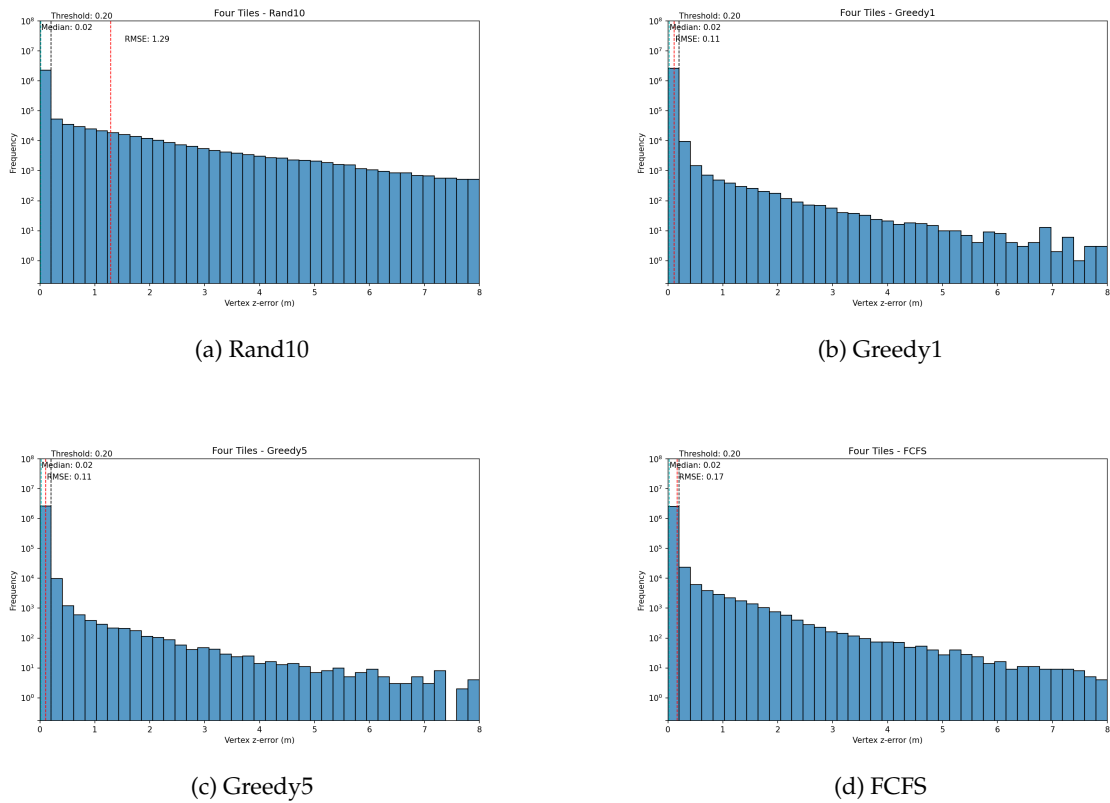 Four Tiles - Rand10
Threshold: 0.20
Median: 0.02
RMSE: 1.29
10⁸
10⁷
10⁶
10⁵
10⁴
10³
10²
10¹
10⁰
Frequency
0 1 2 3 4 5 6 7 8
Vertex z-error (m)
(a) Rand10
Four Tiles - Greedy1
Threshold: 0.20
Median: 0.02
RMSE: 0.11
10⁸
10⁷
10⁶
10⁵
10⁴
10³
10²
10¹
10⁰
Frequency
0 1 2 3 4 5 6 7 8
Vertex z-error (m)
(b) Greedy1
Four Tiles - Greedy5
Threshold: 0.20
Median: 0.02
RMSE: 0.11
10⁸
10⁷
10⁶
10⁵
10⁴
10³
10²
10¹
10⁰
Frequency
0 1 2 3 4 5 6 7 8
Vertex z-error (m)
(c) Greedy5
Four Tiles - FCFS
Threshold: 0.20
Median: 0.02
RMSE: 0.17
10⁸
10⁷
10⁶
10⁵
10⁴
10³
10²
10¹
10⁰
Frequency
0 1 2 3 4 5 6 7 8
Vertex z-error (m)
(d) FCFS